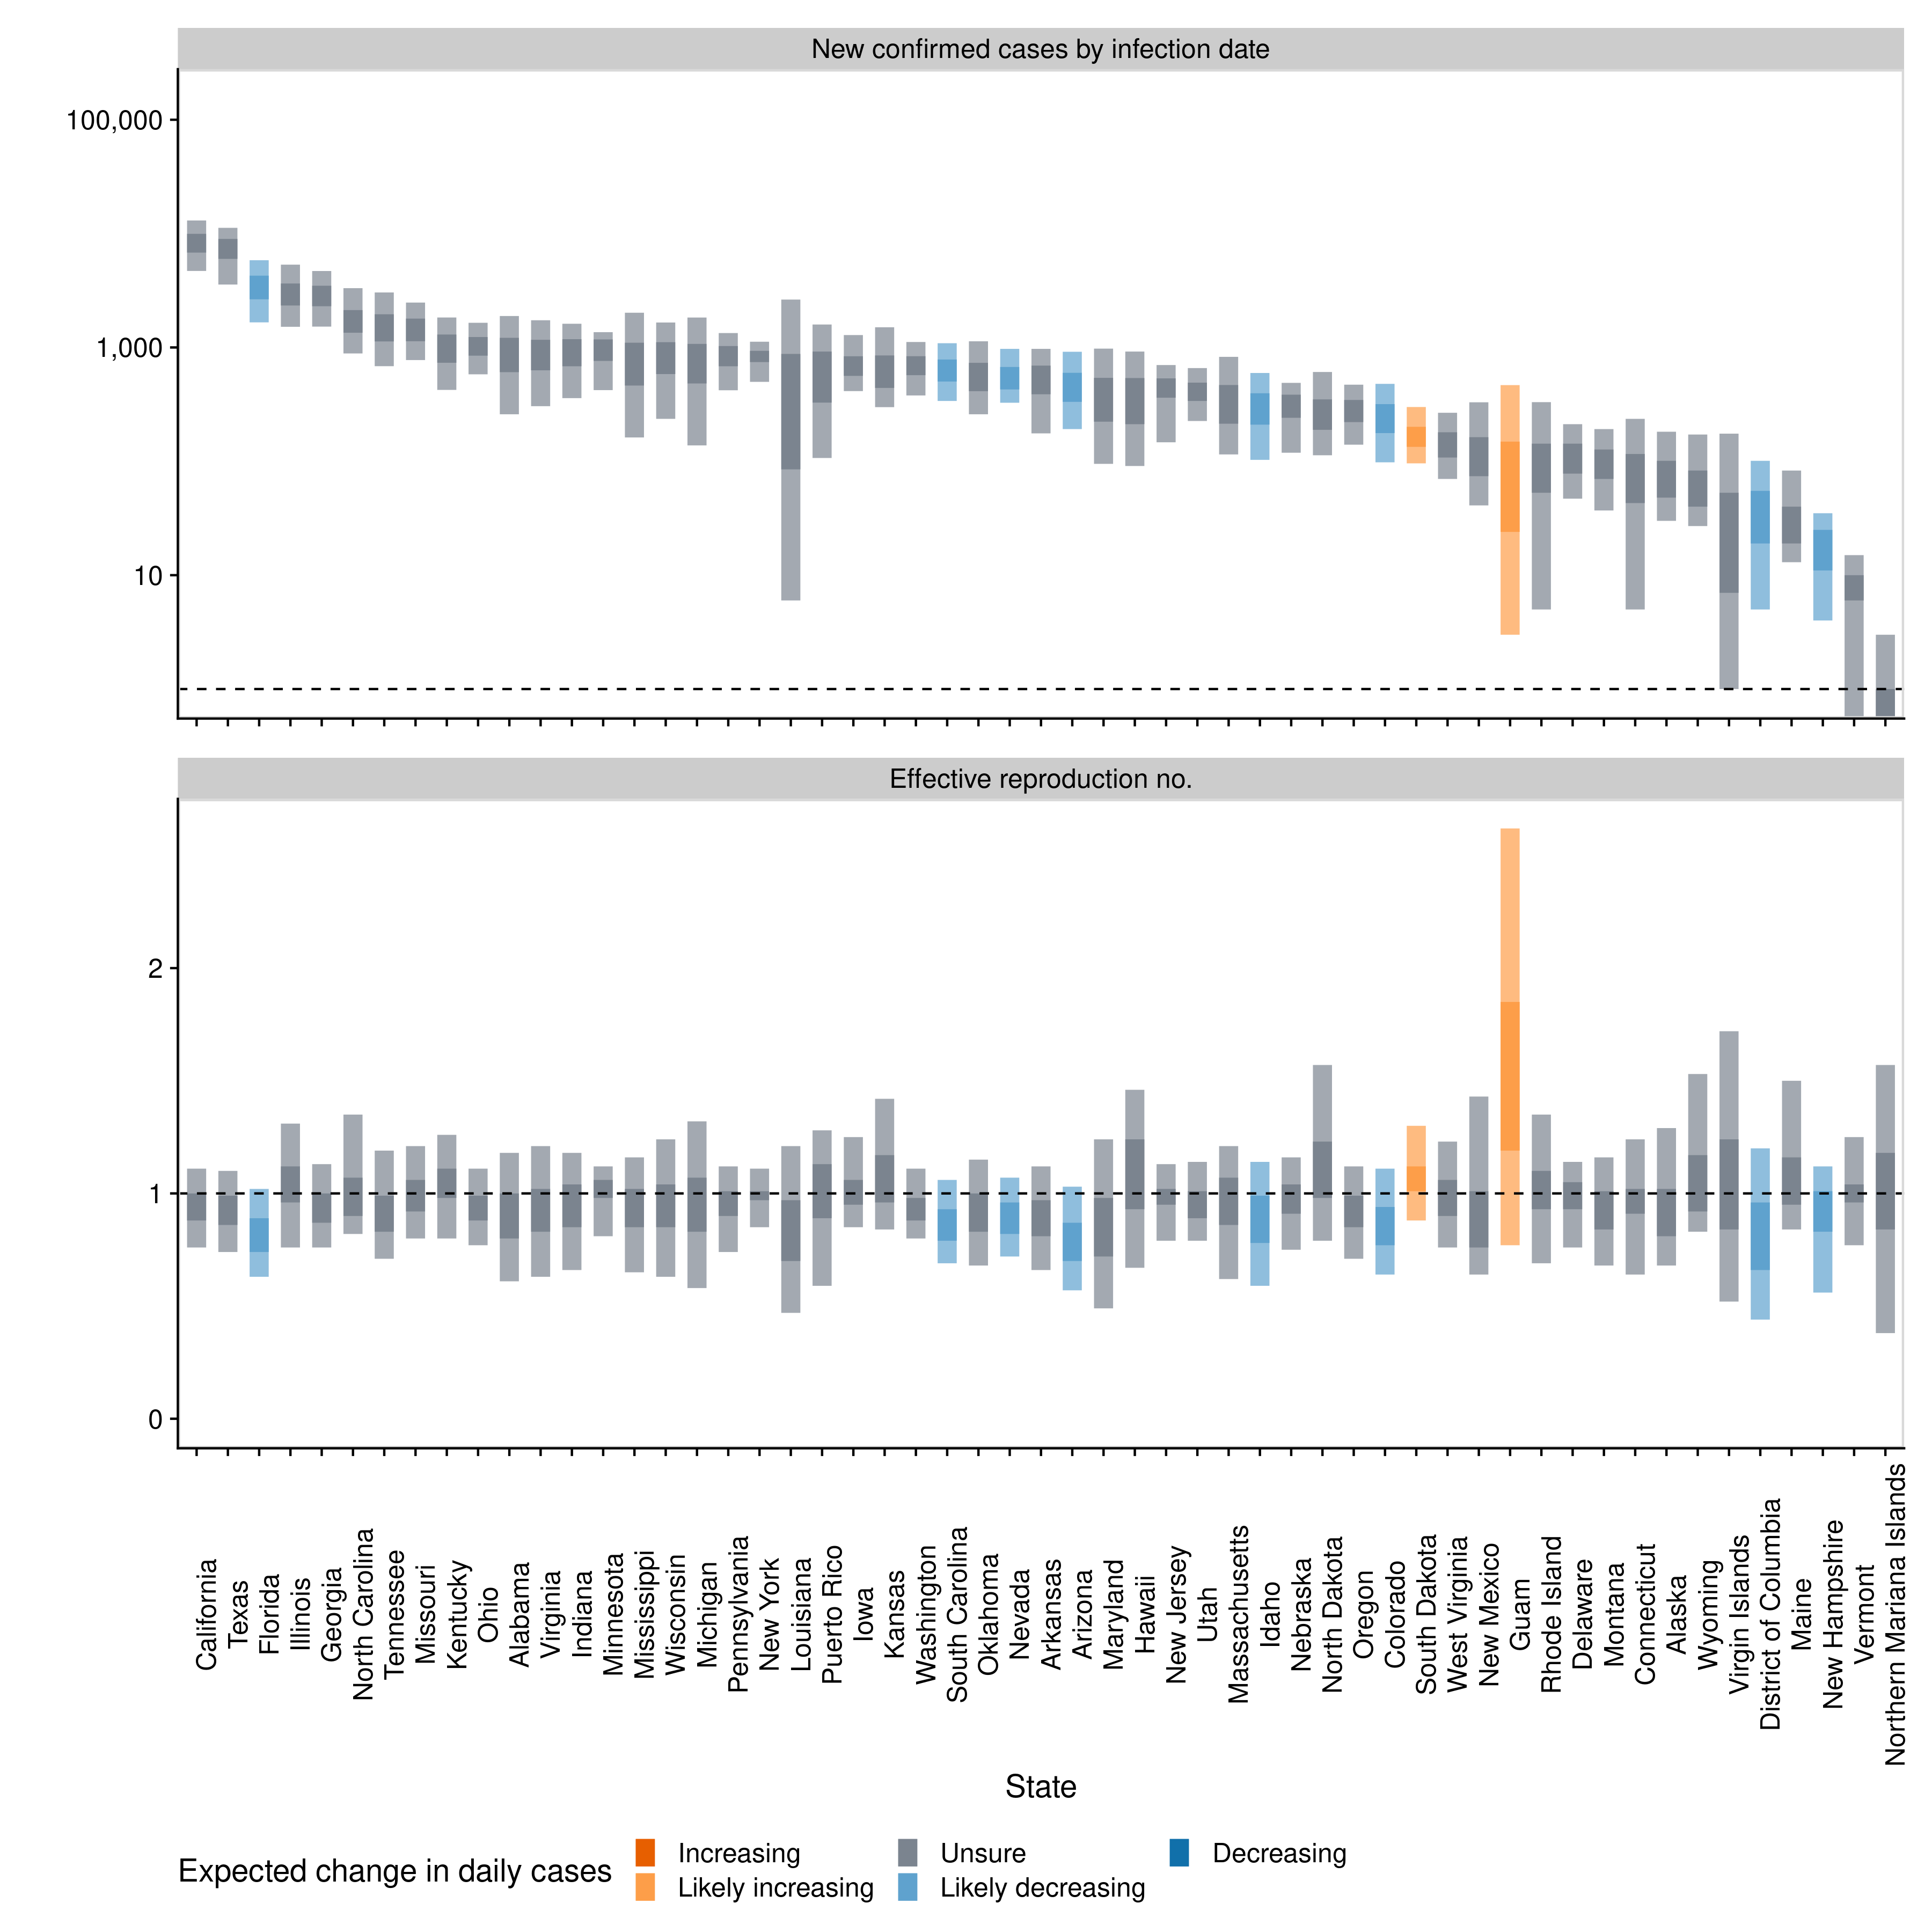 New confirmed cases by infection date
100,000
1,000
10
Effective reproduction no.
2
1
0
California
Texas
Florida
Illinois
Georgia
North Carolina
Tennessee
Missouri
Kentucky
Ohio
Alabama
Virginia
Indiana
Minnesota
Mississippi
Wisconsin
Michigan
Pennsylvania
New York
Louisiana
Puerto Rico
Iowa
Kansas
Washington
South Carolina
Oklahoma
Nevada
Arkansas
Arizona
Maryland
Hawaii
New Jersey
Utah
Massachusetts
Idaho
Nebraska
North Dakota
Oregon
Colorado
South Dakota
West Virginia
New Mexico
Guam
Rhode Island
Delaware
Montana
Connecticut
Alaska
Wyoming
Virgin Islands
District of Columbia
Maine
New Hampshire
Vermont
Northern Mariana Islands
State
Expected change in daily cases
Increasing
Unsure
Decreasing
Likely increasing
Likely decreasing